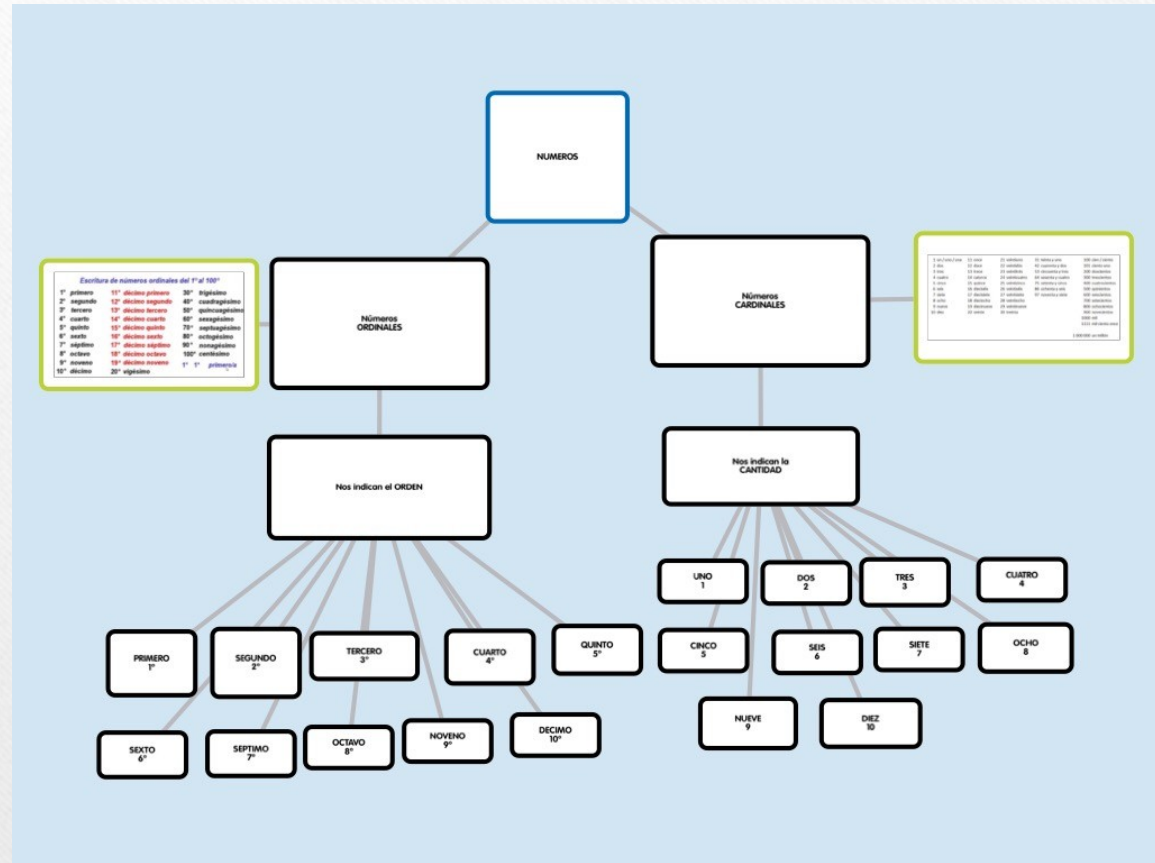 NUMEROS
Números
ORDINALES
Números
CARDINALES
Escritura de números ordinales del 1° al 100°
1° primero 11° décimo primero 30° trigésimo
2° segundo 12° décimo segundo 40° cuadragésimo
3° tercero 13° décimo tercero 50° quincuagésimo
4° cuarto 14° décimo cuarto 60° sexagésimo
5° quinto 15° décimo quinto 70° septuagésimo
6° sexto 16° décimo sexto 80° octogésimo
7° séptimo 17° décimo séptimo 90° nonagésimo
8° octavo 18° décimo octavo 100° centésimo
9° noveno 19° décimo noveno 1° 1° primero/a
10° décimo 20° vigésimo
Nos indican el ORDEN
Nos indican la
CANTIDAD
PRIMERO
1°
SEGUNDO
2°
TERCERO
3°
CUARTO
4°
QUINTO
5°
SEXTO
6°
SEPTIMO
7°
OCTAVO
8°
NOVENO
9°
DECIMO
10°
UNO
1
DOS
2
TRES
3
CUATRO
4
CINCO
5
SEIS
6
SIETE
7
OCHO
8
NUEVE
9
DIEZ
10